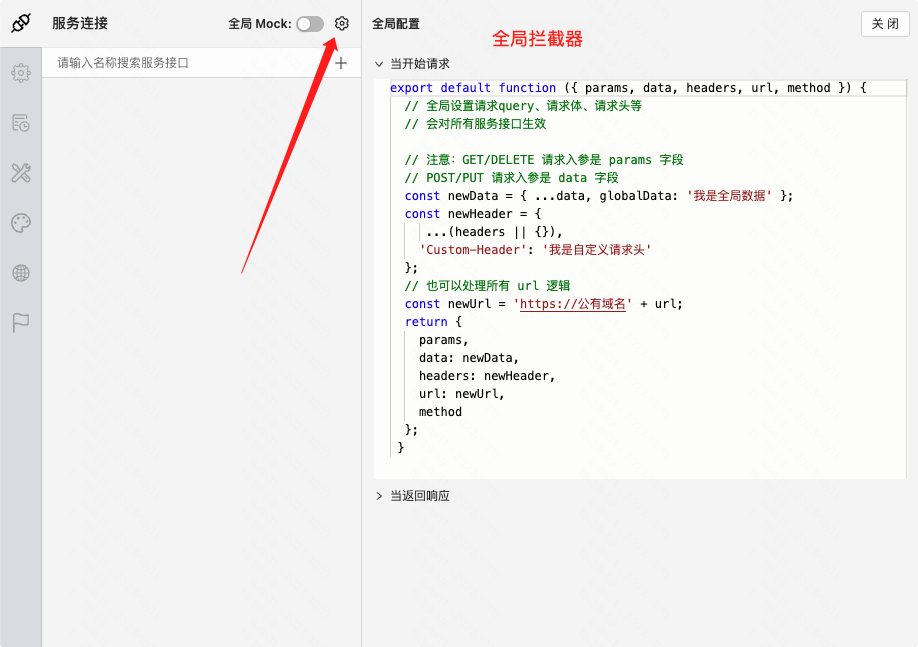 服务连接
全局 Mock:
请输入名称搜索服务接口
全局配置
关 闭
全局拦截器
当开始请求
export default function ({ params, data, headers, url, method }) {
// 全局设置请求query、请求体、请求头等
// 会对所有服务接口生效
// 注意: GET/DELETE 请求入参是 params 字段
// POST/PUT 请求入参是 data 字段
const newData = { ...data, globalData: '我是全局数据' };
const newHeader = {
...(headers || {}),
'Custom-Header': '我是自定义请求头'
};
// 也可以处理所有 url 逻辑
const newUrl = 'https://公有域名' + url;
return {
params,
data: newData,
headers: newHeader,
url: newUrl,
method
};
}
当返回响应